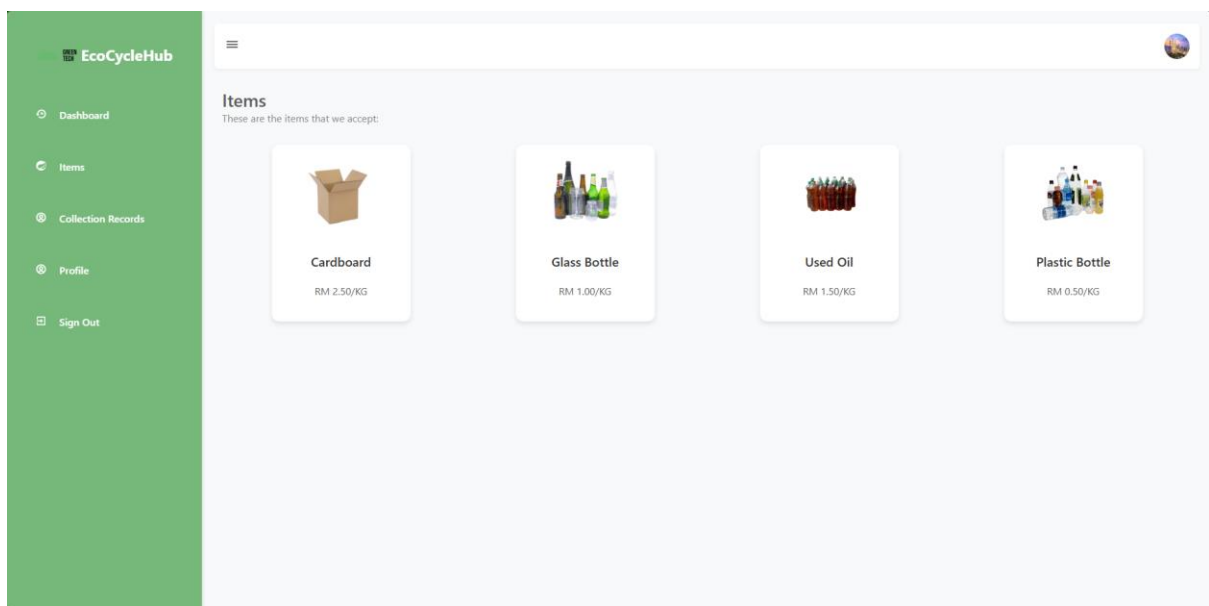 GREEN
TECH
EcoCycleHub
Dashboard
Items
Collection Records
Profile
Sign Out
Items
These are the items that we accept:
Cardboard
RM 2.50/KG
Glass Bottle
RM 1.00/KG
Used Oil
RM 1.50/KG
Plastic Bottle
RM 0.50/KG